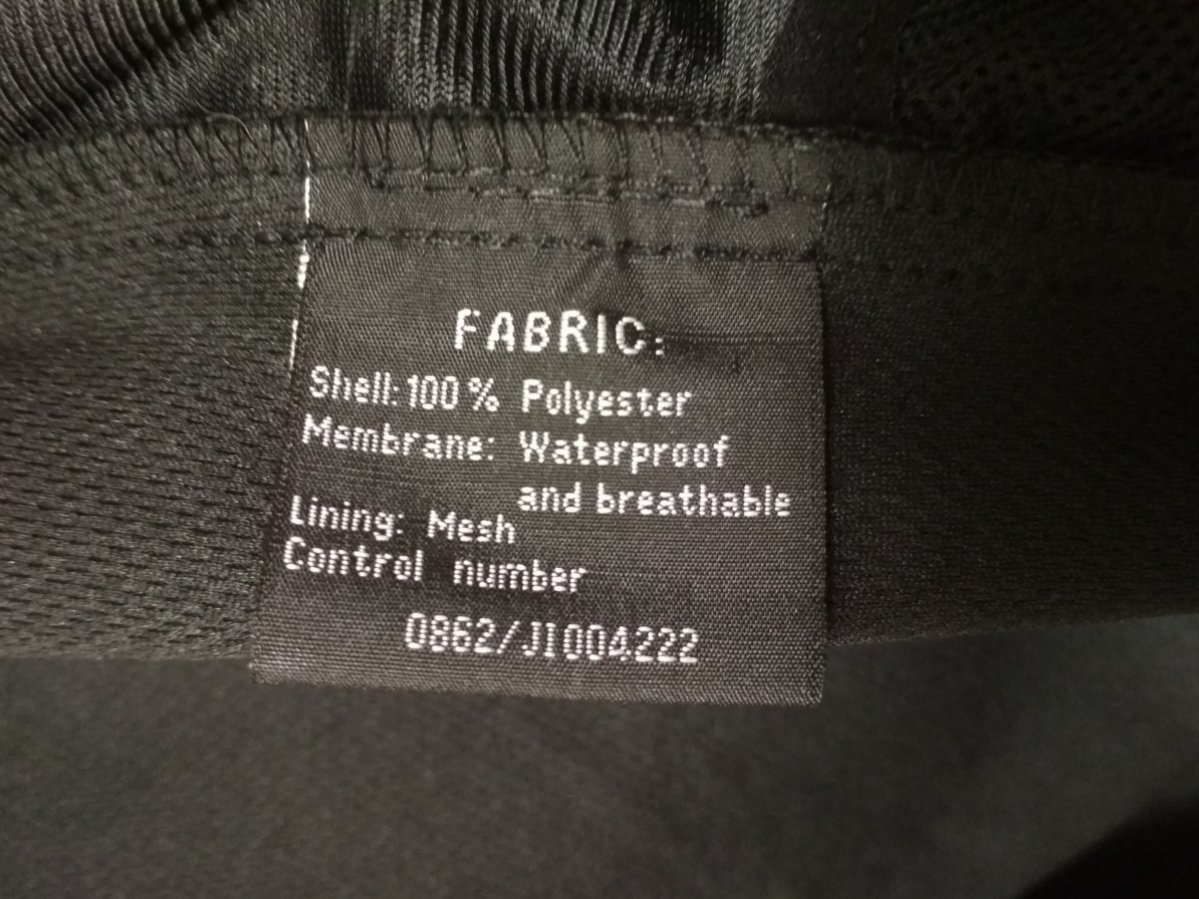 FABRIC:
Shell: 100% Polyester
Membrane: Waterproof
and breathable
Lining: Mesh
Control number
0862/J1004222